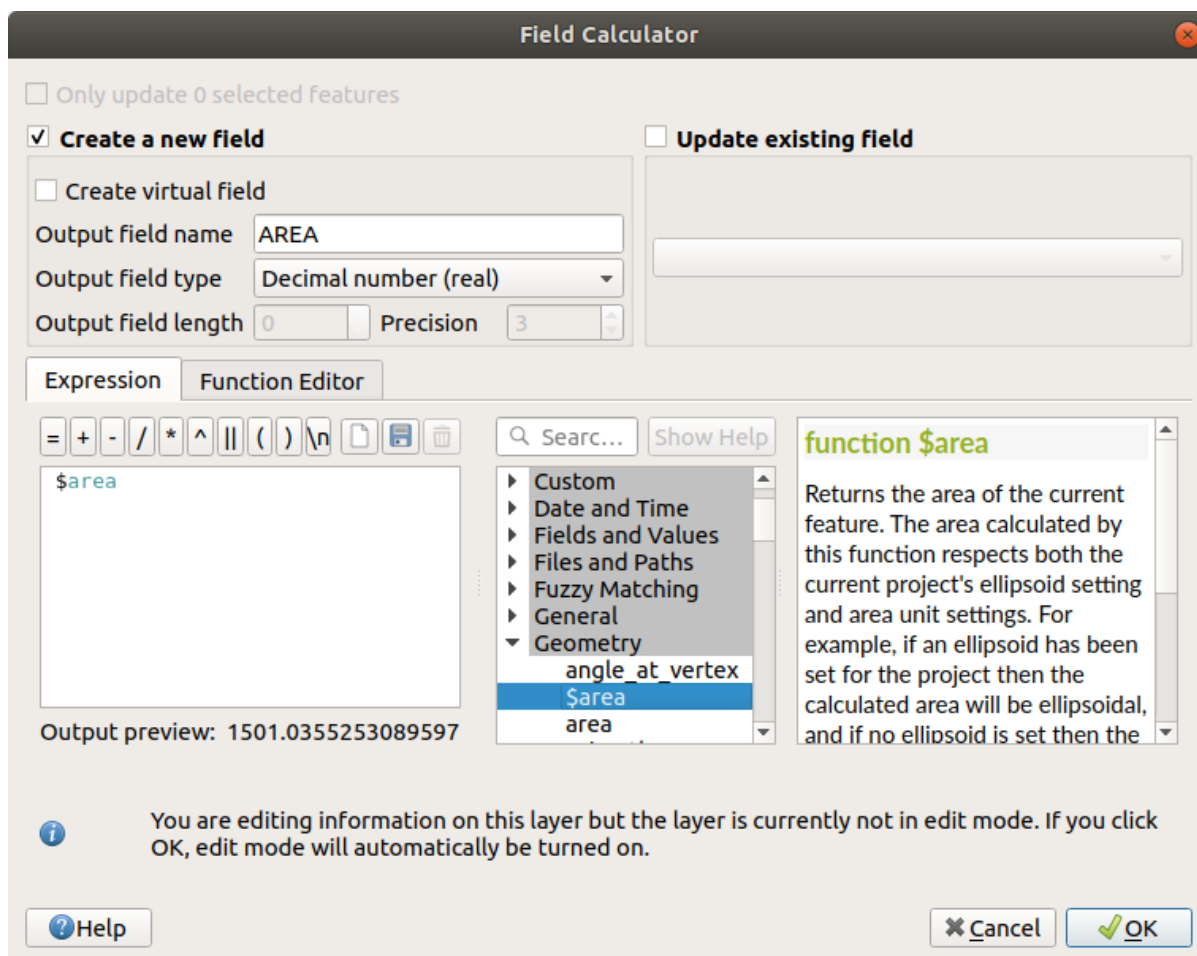 Field Calculator
Only update 0 selected features
Create a new field
Update existing field
Create virtual field
Output field name AREA
Output field type Decimal number (real)
Output field length 0 Precision 3
Expression Function Editor
= + - / * ^ || ( ) \n
$area
Output preview: 1501.0355253089597
Searc... Show Help
Custom
Date and Time
Fields and Values
Files and Paths
Fuzzy Matching
General
Geometry
angle_at_vertex
$area
area
function $area
Returns the area of the current
feature. The area calculated by
this function respects both the
current project's ellipsoid setting
and area unit settings. For
example, if an ellipsoid has been
set for the project then the
calculated area will be ellipsoidal,
and if no ellipsoid is set then the
You are editing information on this layer but the layer is currently not in edit mode. If you click
OK, edit mode will automatically be turned on.
Help
Cancel
OK